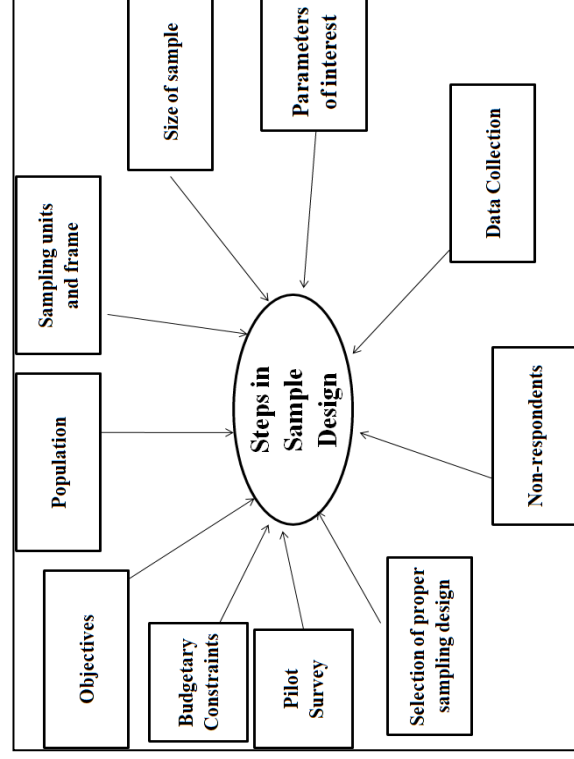 Objectives
Population
Sampling units
and frame
Size of sample
Budgetary
Constraints
Parameters
of interest
Pilot
Survey
Steps in
Sample
Design
Data Collection
Selection of proper
sampling design
Non-respondents